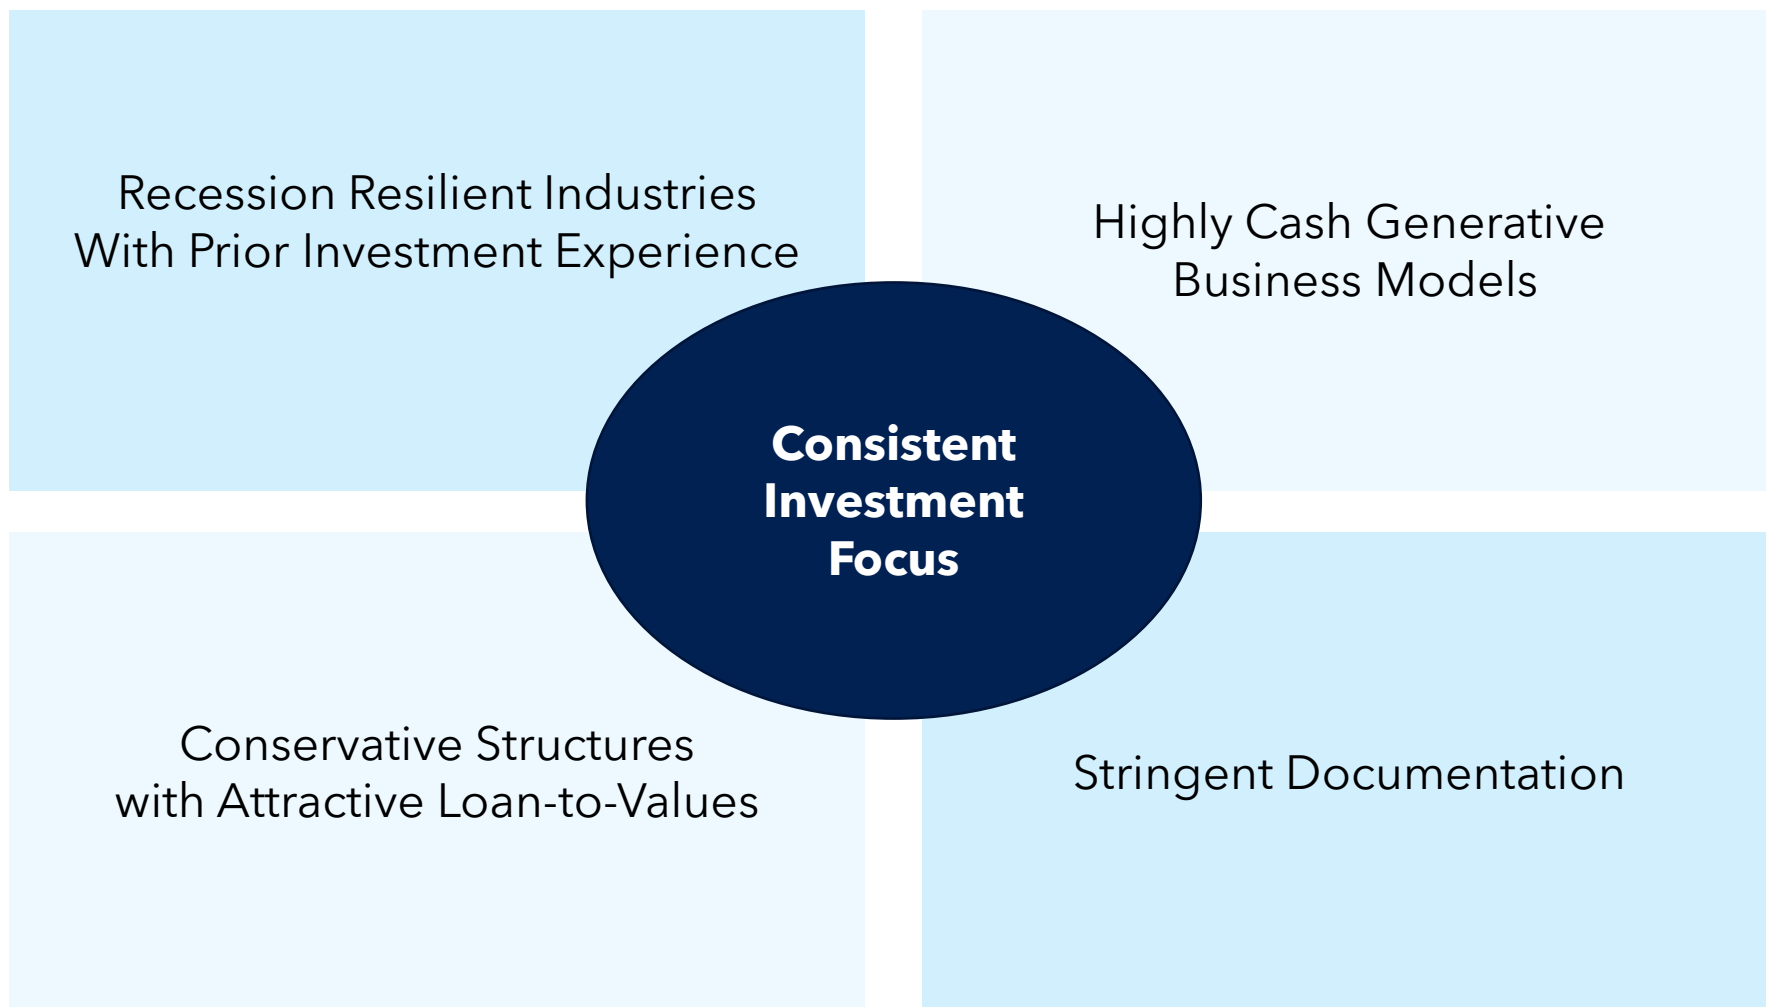 Recession Resilient Industries
With Prior Investment Experience
Highly Cash Generative
Business Models
Consistent
Investment
Focus
Conservative Structures
with Attractive Loan-to-Values
Stringent Documentation